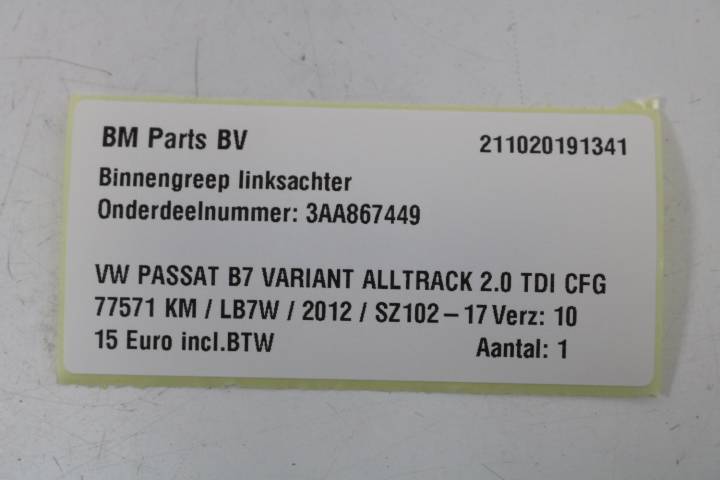 BM Parts BV 211020191341
Binnengreep linksachter
Onderdeelnummer: 3AA867449
VW PASSAT B7 VARIANT ALLTRACK 2.0 TDI CFG
77571 KM / LB7W / 2012 / SZ102 – 17 Verz: 10
15 Euro incl.BTW Aantal: 1